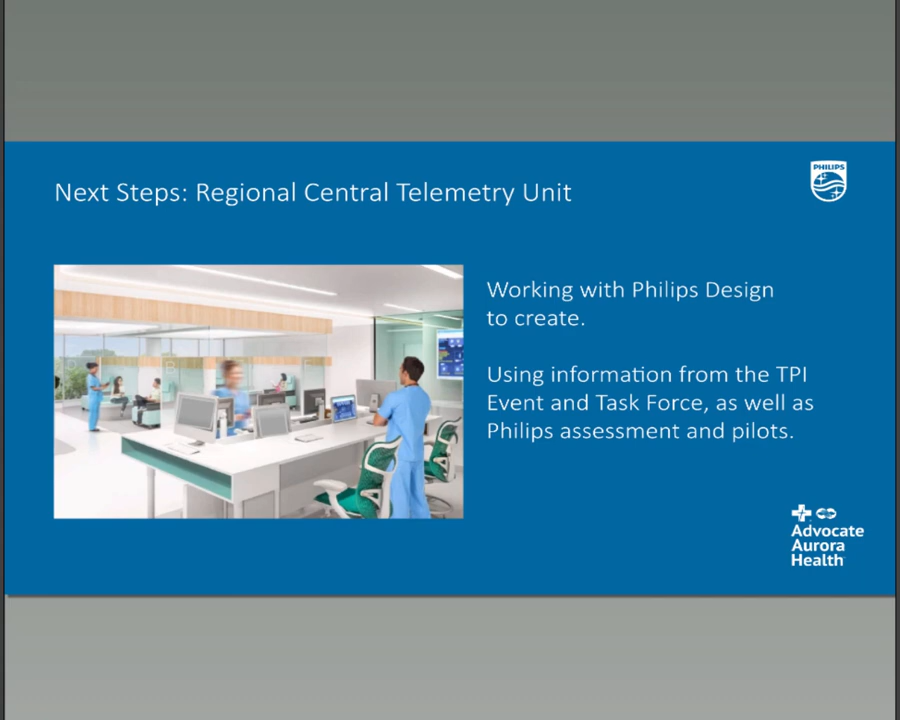 Next Steps: Regional Central Telemetry Unit
PHILIPS
Working with Philips Design
to create.
Using information from the TPI
Event and Task Force, as well as
Philips assessment and pilots.
Advocate
Aurora
Health